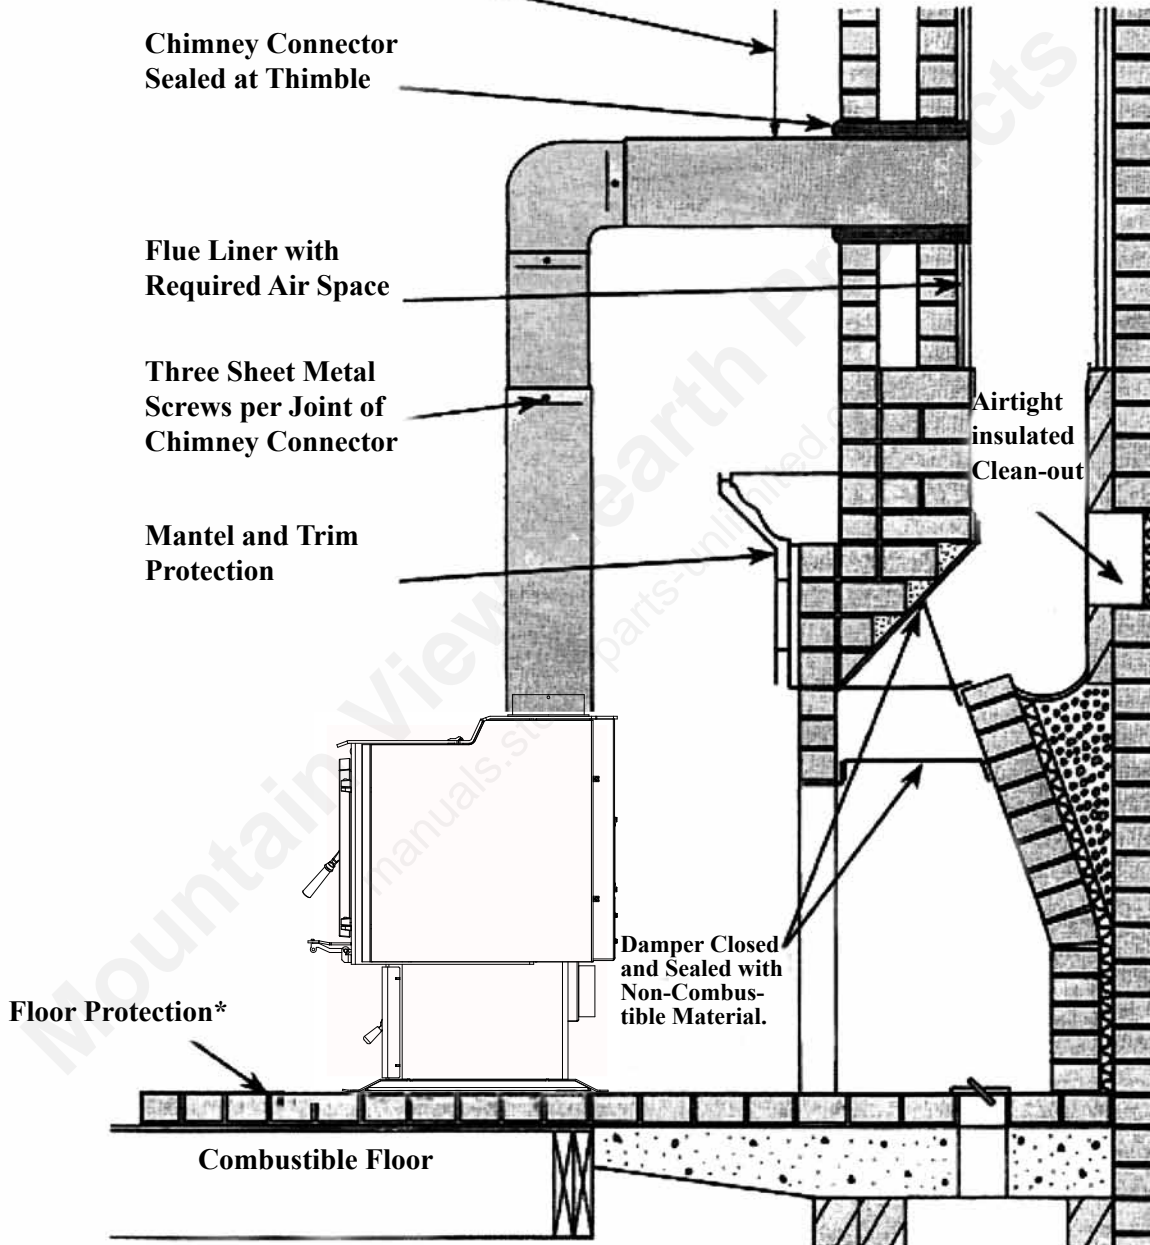 Chimney Connector
Sealed at Thimble
Flue Liner with
Required Air Space
Three Sheet Metal
Screws per Joint of
Chimney Connector
Airtight
insulated
Clean-out
Mantel and Trim
Protection
Damper Closed
and Sealed with
Non-Combus-
tible Material.
Floor Protection*
Combustible Floor
Mountain View Hearth Products